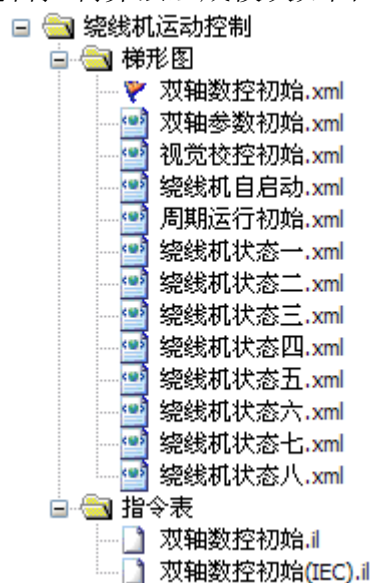 绕线机运动控制
梯形图
双轴数控初始.xml
双轴参数初始.xml
视觉校控初始.xml
绕线机自启动.xml
周期运行初始.xml
绕线机状态一.xml
绕线机状态二.xml
绕线机状态三.xml
绕线机状态四.xml
绕线机状态五.xml
绕线机状态六.xml
绕线机状态七.xml
绕线机状态八.xml
指令表
双轴数控初始.il
双轴数控初始(IEC).il